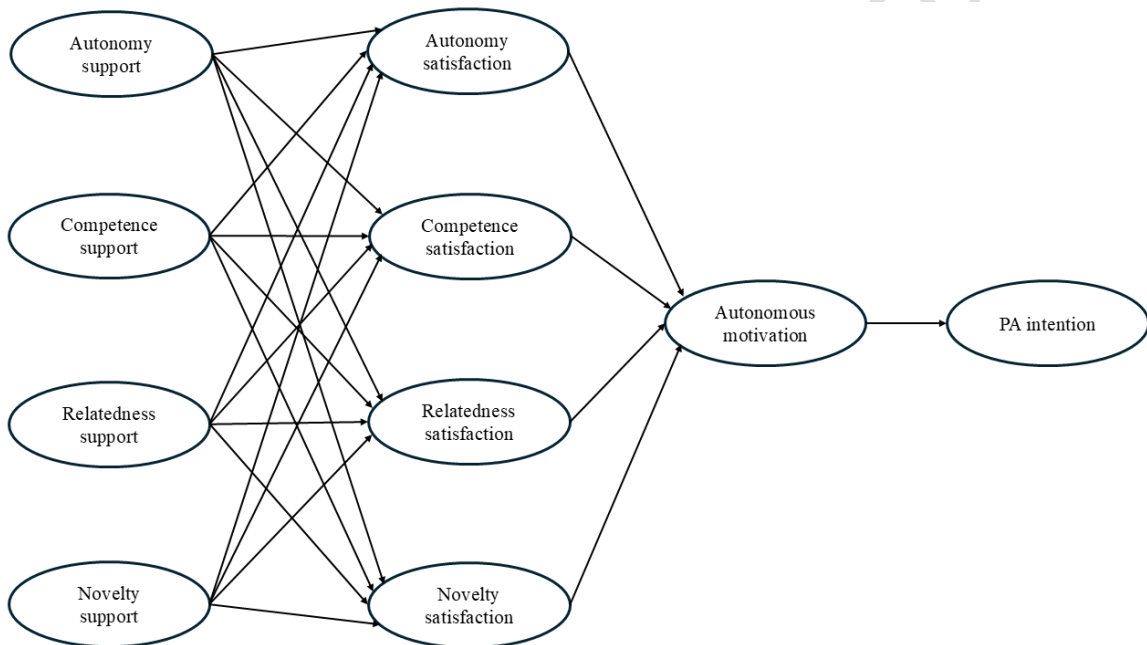 Autonomy
support
Autonomy
satisfaction
Competence
support
Competence
satisfaction
Autonomous
motivation
PA intention
Relatedness
support
Relatedness
satisfaction
Novelty
support
Novelty
satisfaction